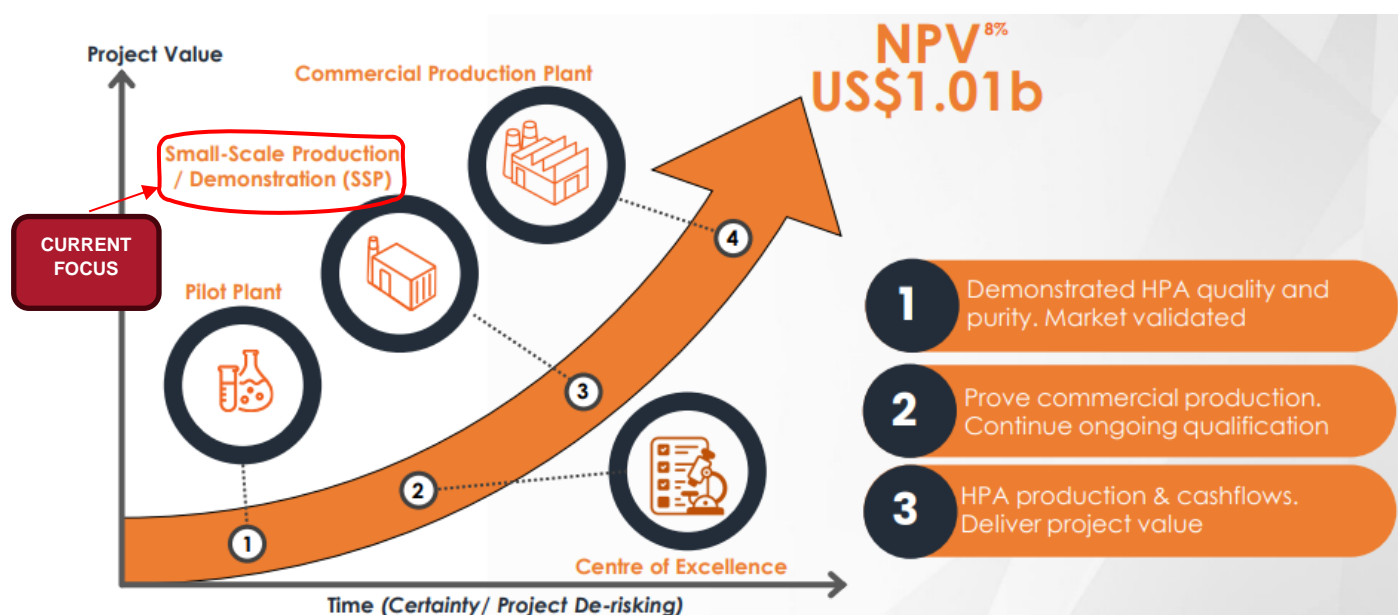 Project Value
Commercial Production Plant
NPV8%
US$1.01b
Small-Scale Production
/ Demonstration (SSP)
CURRENT
FOCUS
Pilot Plant
4
3
2
1
Centre of Excellence
Time (Certainty/ Project De-risking)
1
Demonstrated HPA quality and
purity. Market validated
2
Prove commercial production.
Continue ongoing qualification
3
HPA production & cashflows.
Deliver project value